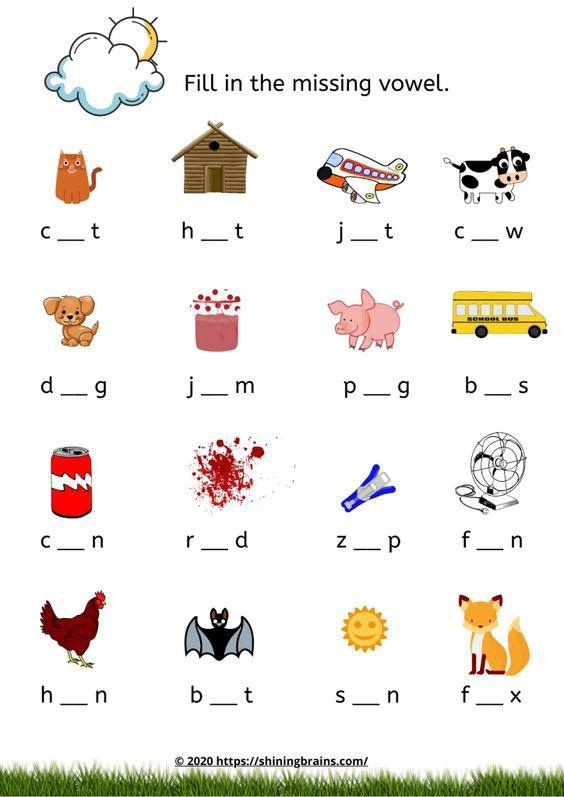 Fill in the missing vowel.
c __ t h __ t j __ t c __ w
SCHOOL BUS
d __ g j __ m p __ g b __ s
c __ n r __ d z __ p f __ n
h __ n b __ t s __ n f __ x
© 2020 https://shiningbrains.com/